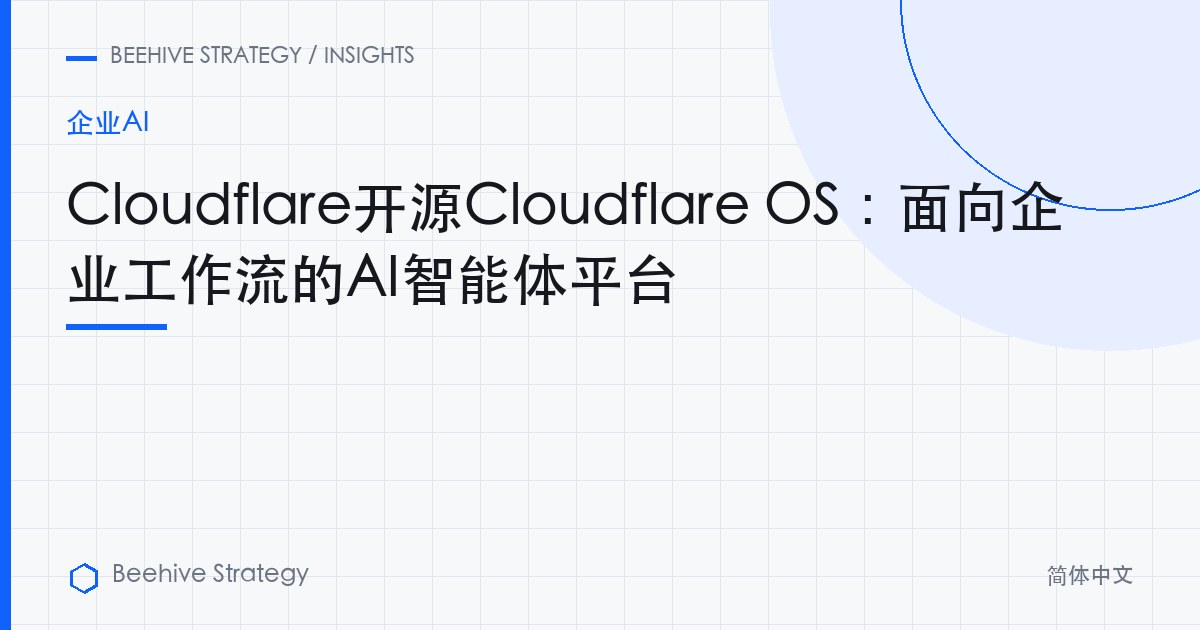 BEEHIVE STRATEGY / INSIGHTS
企业AI
Cloudflare开源Cloudflare OS：面向企
业工作流的AI智能体平台
Beehive Strategy
简体中文